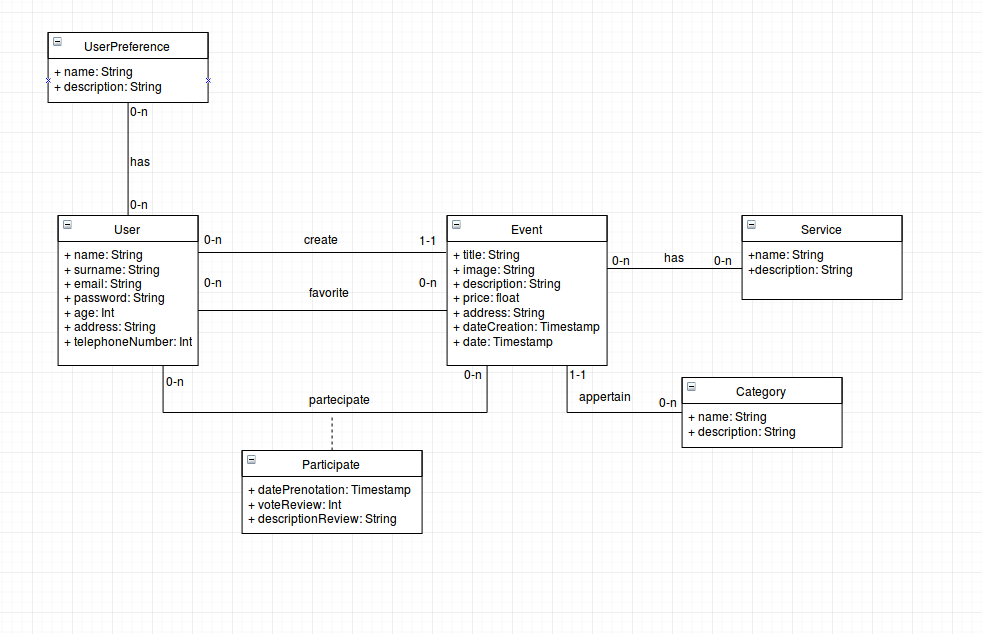 UserPreference
+ name: String
+ description: String
0-n
has
0-n
User
+ name: String
+ surname: String
+ email: String
+ password: String
+ age: Int
+ address: String
+ telephoneNumber: Int
0-n
create
1-1
0-n
favorite
0-n
Event
+ title: String
+ image: String
+ description: String
+ price: float
+ address: String
+ dateCreation: Timestamp
+ date: Timestamp
0-n
has
0-n
Service
+name: String
+description: String
0-n
partecipate
0-n
1-1
appertain
0-n
Category
+ name: String
+ description: String
Participate
+ datePrenotation: Timestamp
+ voteReview: Int
+ descriptionReview: String